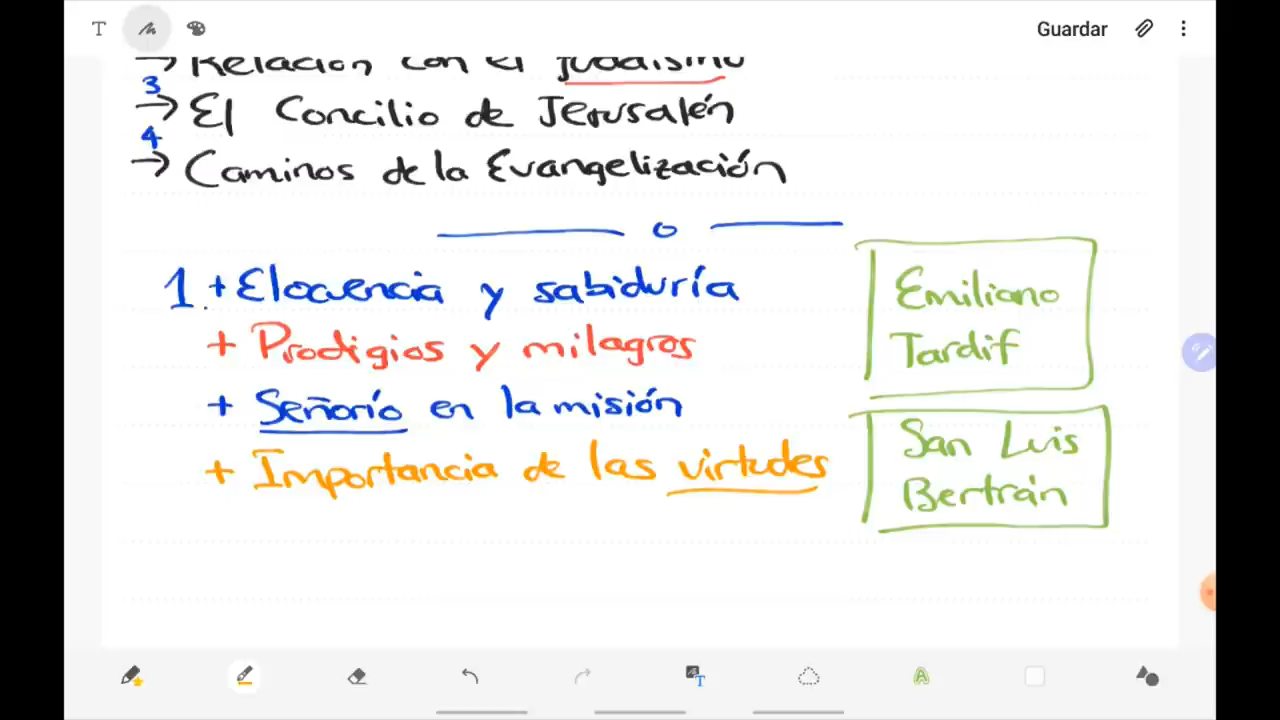 T Guardar
→ Relación con el judaísmo
3
→ El Concilio de Jerusalén
4
→ Caminos de la Evangelización
1 + Elocuencia y sabiduría
+ Prodigios y milagros
+ Señorío en la misión
+ Importancia de las virtudes
Emiliano
Tardif
San Luis
Bertrán
T
A